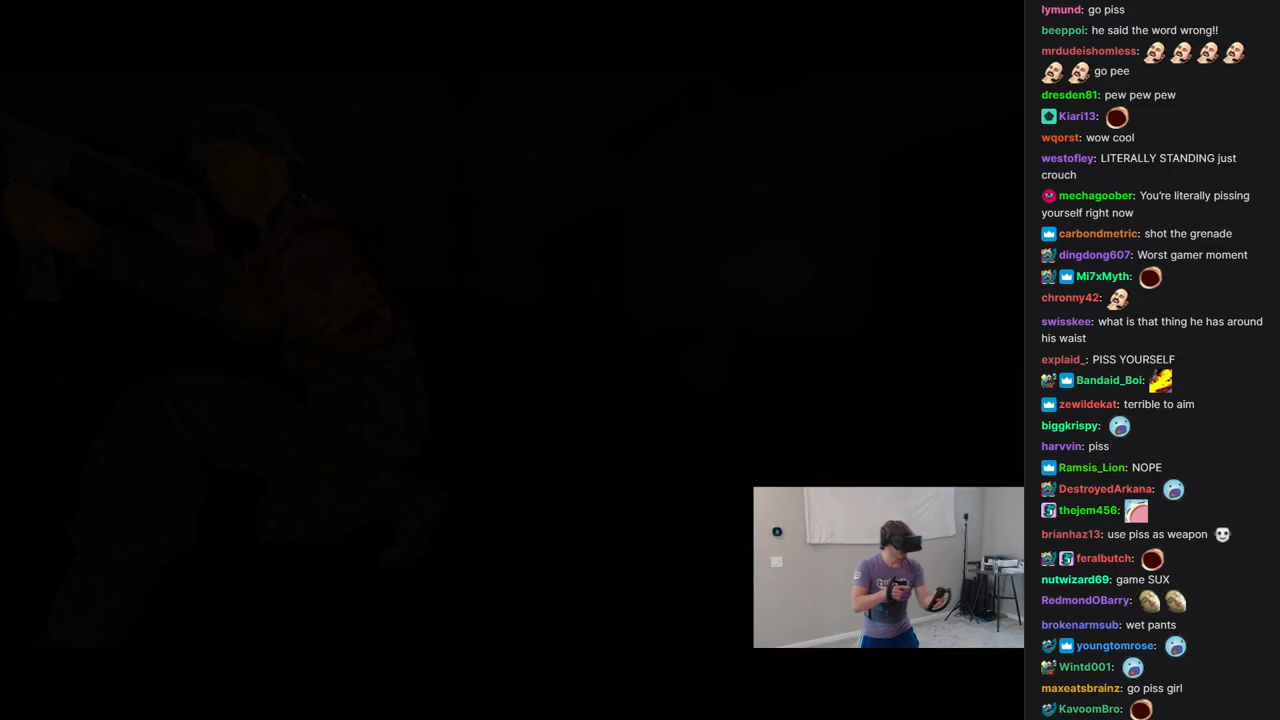 lymund: go piss
beeppoi: he said the word wrong!!
mrdudeishomless:
go pee
dresden81: pew pew pew
Kiari13:
wqorst: wow cool
westofley: LITERALLY STANDING just
crouch
mechagoober: You're literally pissing
yourself right now
carbondmetric: shot the grenade
dingdong607: Worst gamer moment
Mi7xMyth:
chronny42:
swisskee: what is that thing he has around
his waist
explaid_: PISS YOURSELF
Bandaid_Boi:
zewildekat: terrible to aim
biggkrispy:
harvvin: piss
Ramsis_Lion: NOPE
DestroyedArkana:
thejem456:
brianhaz13: use piss as weapon
feralbutch:
nutwizard69: game SUX
RedmondOBarry:
brokenarmsub: wet pants
youngtomrose:
Wintd001:
maxeatsbrainz: go piss girl
KavoomBro: